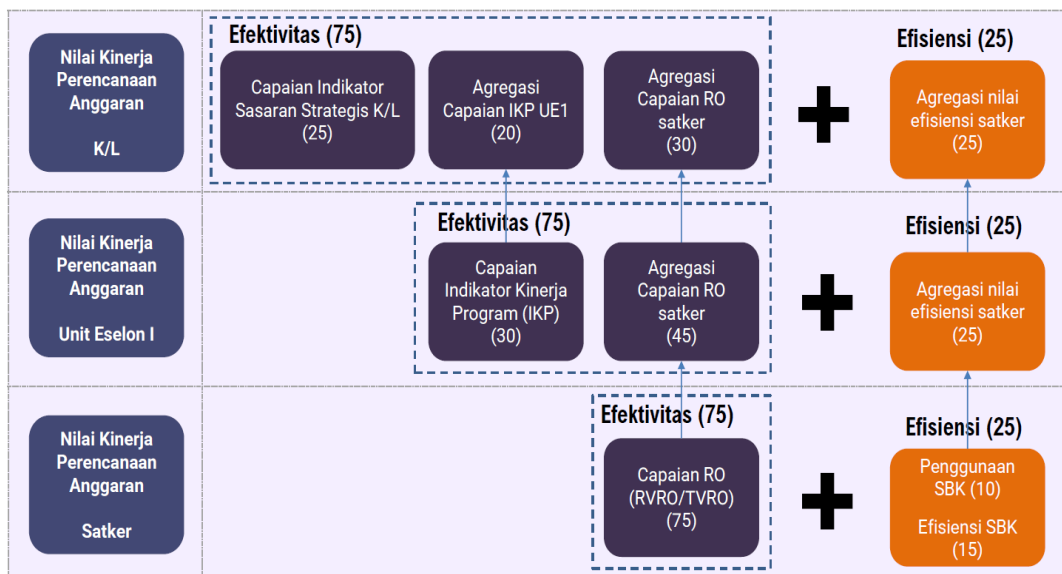 Nilai Kinerja
Perencanaan
Anggaran
K/L
Efektivitas (75)
Capaian Indikator
Sasaran Strategis K/L
(25)
Agregasi
Capaian IKP UE1
(20)
Agregasi
Capaian RO
satker
(30)
Efisiensi (25)
Agregasi nilai
efisiensi satker
(25)
Nilai Kinerja
Perencanaan
Anggaran
Unit Eselon I
Efektivitas (75)
Capaian
Indikator Kinerja
Program (IKP)
(30)
Agregasi
Capaian RO
satker
(45)
Efisiensi (25)
Agregasi nilai
efisiensi satker
(25)
Nilai Kinerja
Perencanaan
Anggaran
Satker
Efektivitas (75)
Capaian RO
(RVRO/TVRO)
(75)
Efisiensi (25)
Penggunaan
SBK (10)
Efisiensi SBK
(15)